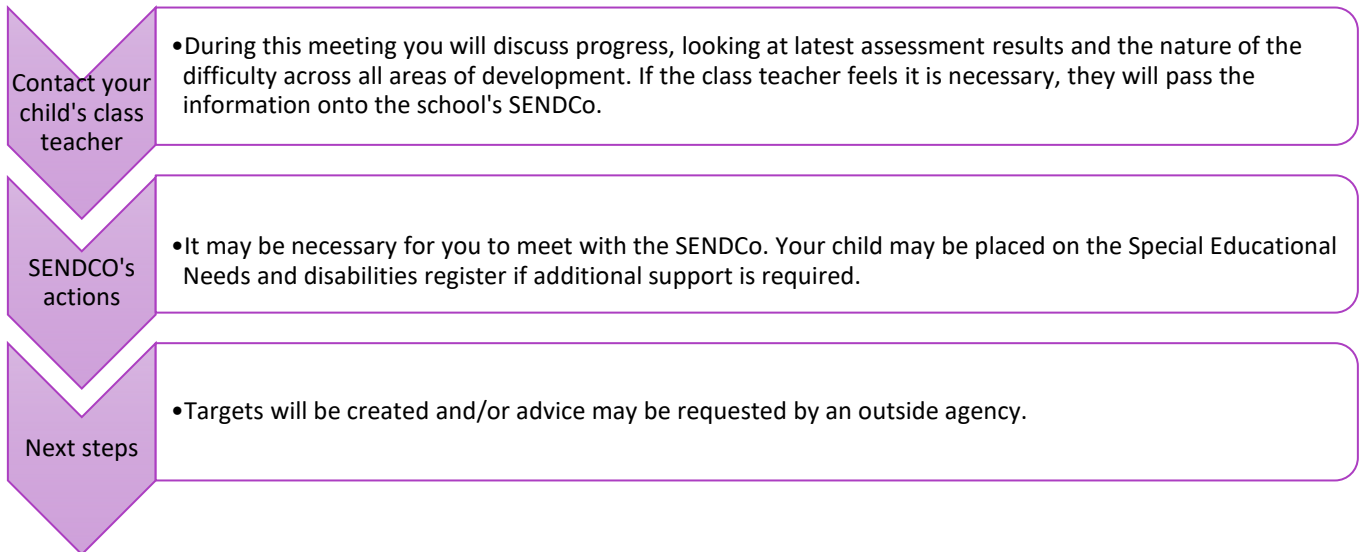 Contact your
child's class
teacher
•During this meeting you will discuss progress, looking at latest assessment results and the nature of the
difficulty across all areas of development. If the class teacher feels it is necessary, they will pass the
information onto the school's SENDCo.
SENDCO's
actions
•It may be necessary for you to meet with the SENDCo. Your child may be placed on the Special Educational
Needs and disabilities register if additional support is required.
Next steps
•Targets will be created and/or advice may be requested by an outside agency.